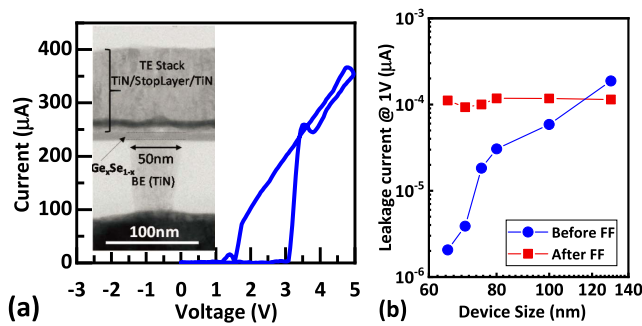 (a)
Current (μA)
400
300
200
100
0
-3 -2 -1 0 1 2 3 4 5
Voltage (V)
TE Stack
TiN/StopLayer/TiN
GeₓSe₁₋ₓ
50nm
BE (TiN)
100nm
(b)
Leakage current @ 1V (μA)
10⁻³
10⁻⁴
10⁻⁵
10⁻⁶
60 80 100 120 140
Device Size (nm)
Before FF
After FF